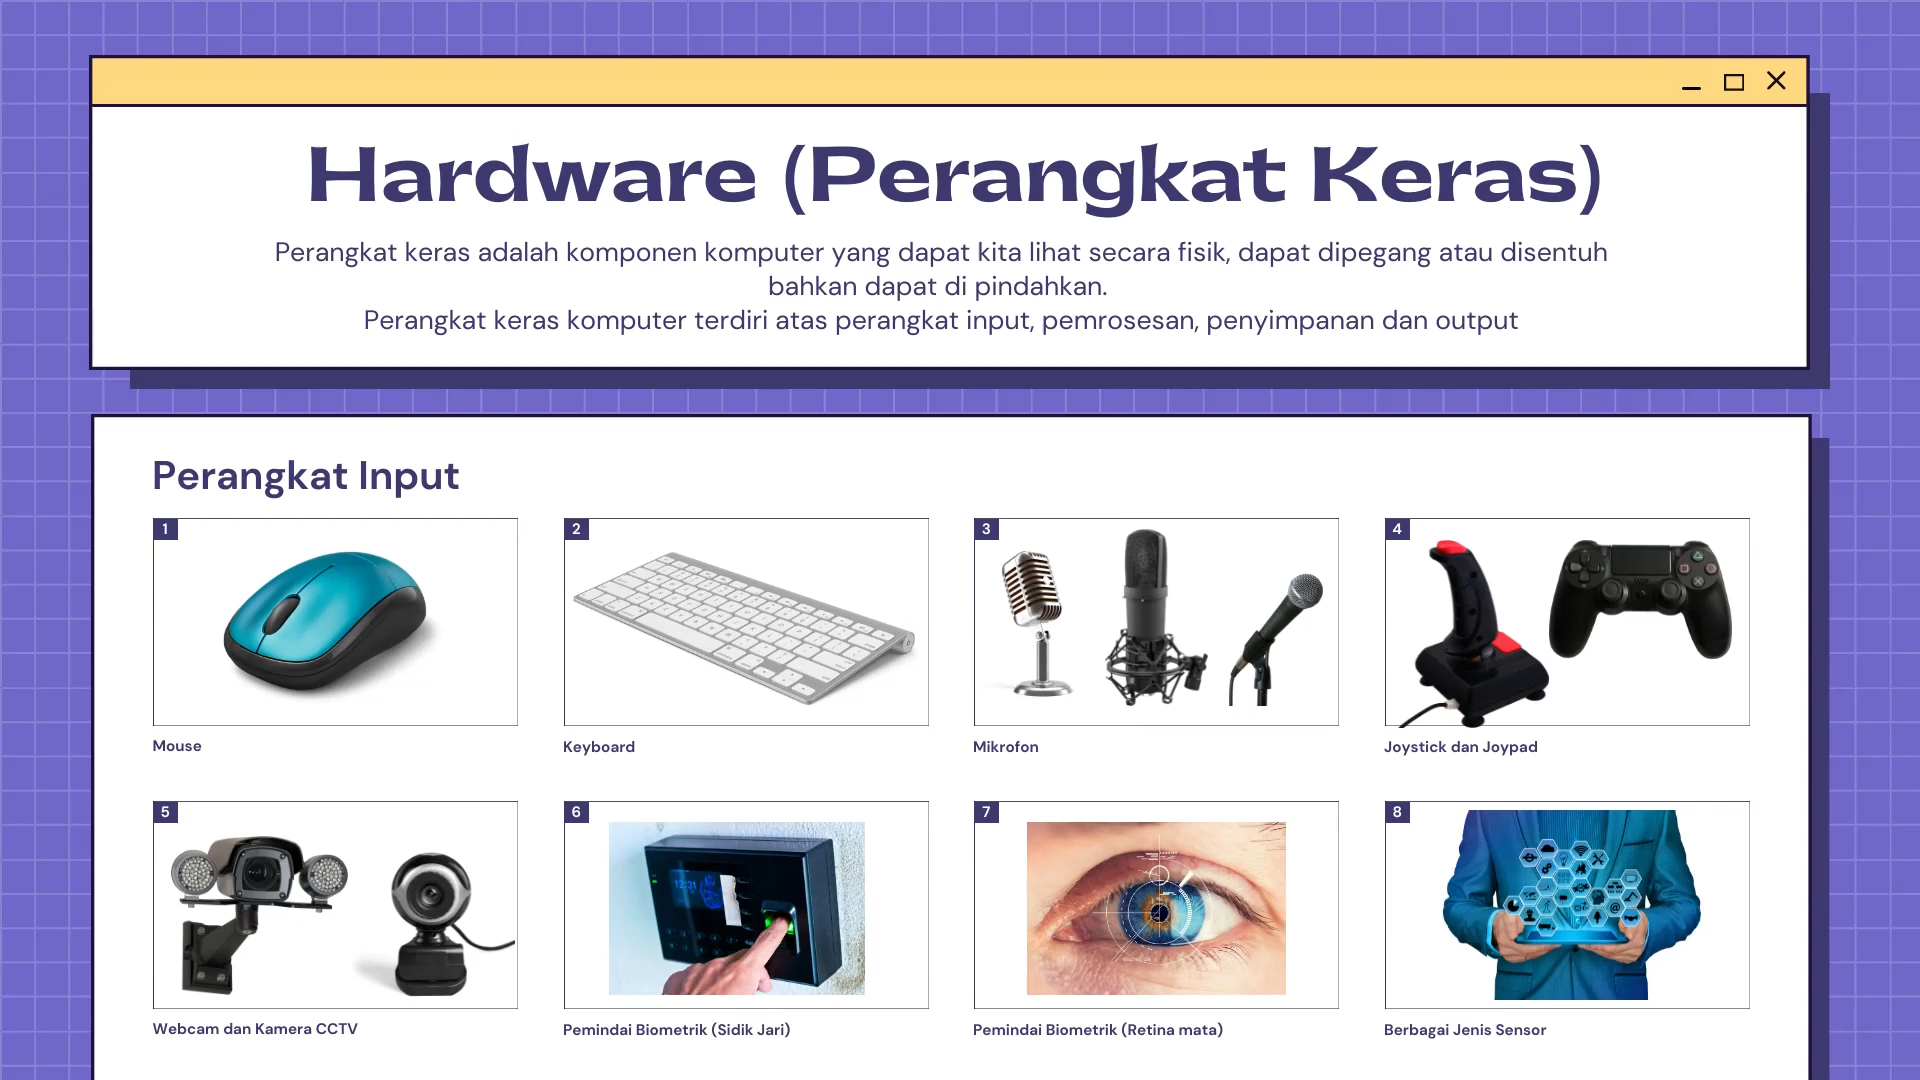 Hardware (Perangkat Keras)
Perangkat keras adalah komponen komputer yang dapat kita lihat secara fisik, dapat dipegang atau disentuh
bahkan dapat di pindahkan.
Perangkat keras komputer terdiri atas perangkat input, pemrosesan, penyimpanan dan output
Perangkat Input
1
2
3
4
Mouse
Keyboard
Mikrofon
Joystick dan Joypad
5
6
7
8
12:31
Webcam dan Kamera CCTV
Pemindai Biometrik (Sidik Jari)
Pemindai Biometrik (Retina mata)
Berbagai Jenis Sensor